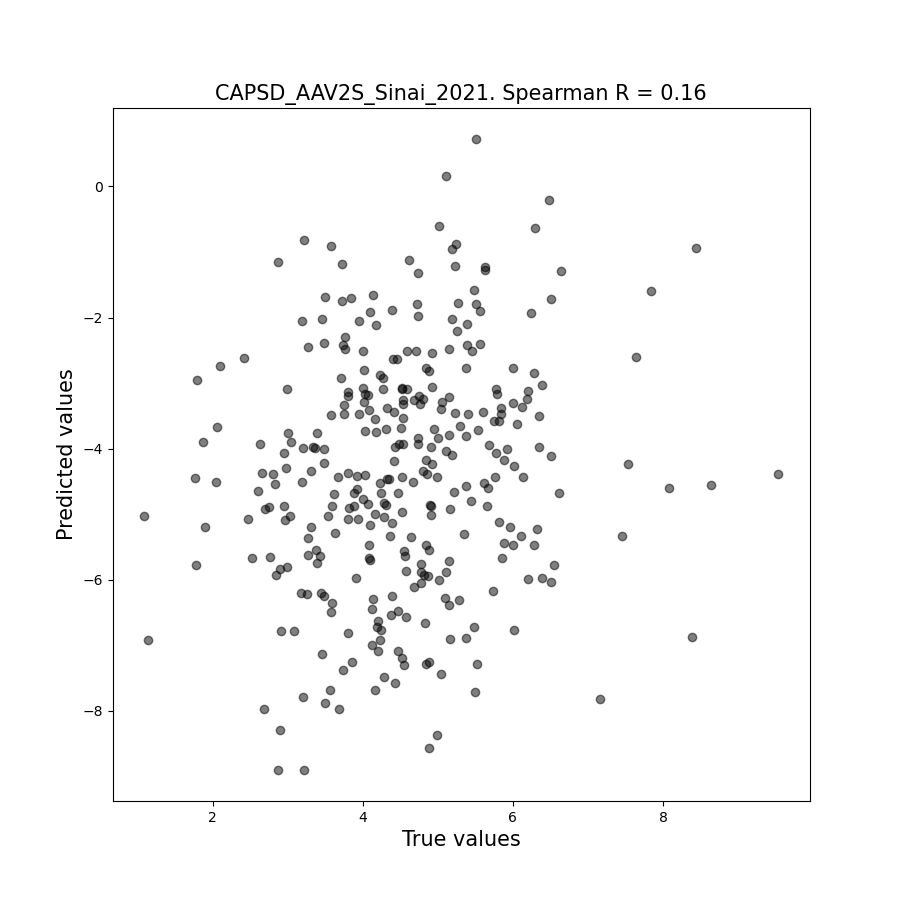 CAPSD_AAV2S_Sinai_2021. Spearman R = 0.16
0
−2
−4
−6
−8
Predicted values
2 4 6 8
True values